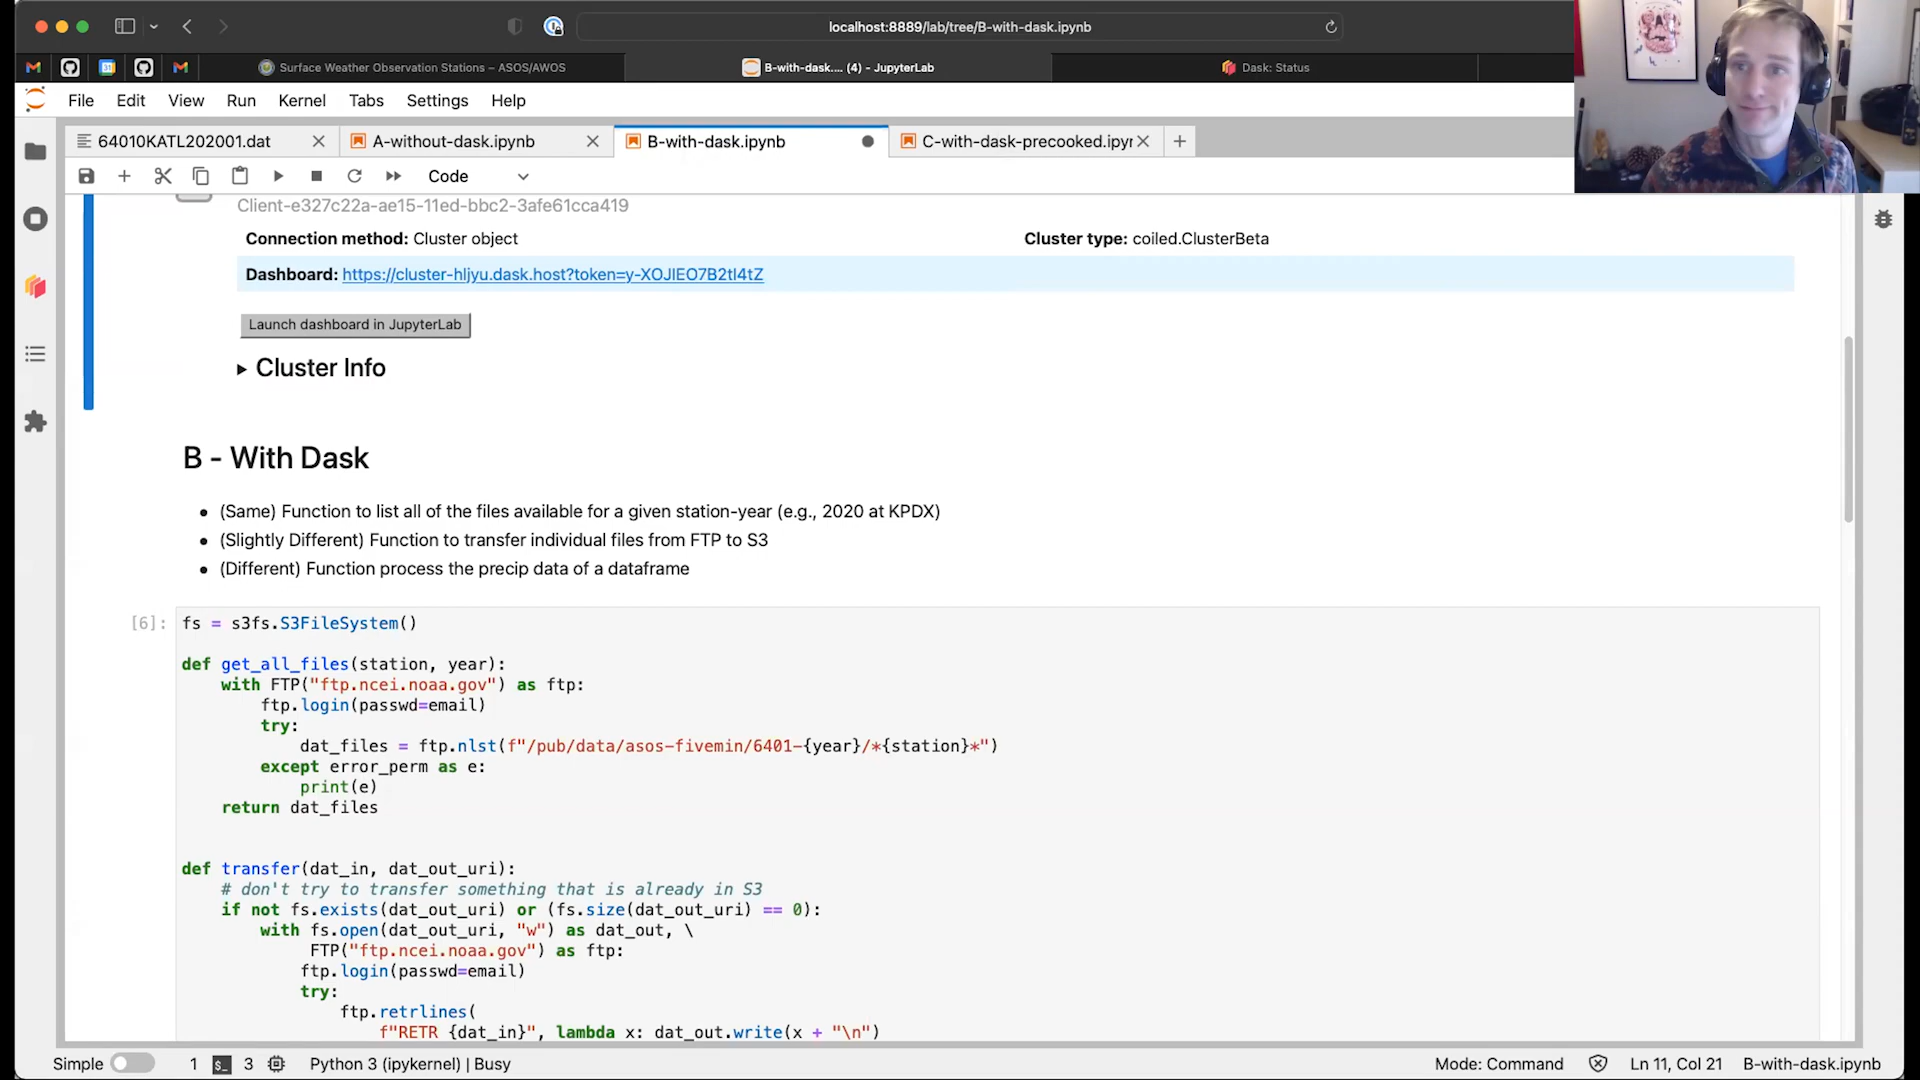 localhost:8889/lab/tree/B-with-dask.ipynb
Surface Weather Observation Stations – ASOS/AWOS
B-with-dask.... (4) - JupyterLab
Dask: Status
File Edit View Run Kernel Tabs Settings Help
64010KATL202001.dat
A-without-dask.ipynb
B-with-dask.ipynb
C-with-dask-precooked.ipyr
Code
Client-e327c22a-ae15-11ed-bbc2-3afe61cca419
Connection method: Cluster object
Cluster type: coiled.ClusterBeta
Dashboard: https://cluster-hljyu.dask.host?token=y-XOJIEO7B2tI4tZ
Launch dashboard in JupyterLab
Cluster Info
B - With Dask
• (Same) Function to list all of the files available for a given station-year (e.g., 2020 at KPDX)
• (Slightly Different) Function to transfer individual files from FTP to S3
• (Different) Function process the precip data of a dataframe
[6]:
fs = s3fs.S3FileSystem()
def get_all_files(station, year):
with FTP("ftp.ncei.noaa.gov") as ftp:
ftp.login(passwd=email)
try:
dat_files = ftp.nlst(f"/pub/data/asos-fivemin/6401-{year}/*{station}*")
except error_perm as e:
print(e)
return dat_files
def transfer(dat_in, dat_out_uri):
# don't try to transfer something that is already in S3
if not fs.exists(dat_out_uri) or (fs.size(dat_out_uri) == 0):
with fs.open(dat_out_uri, "w") as dat_out, \
FTP("ftp.ncei.noaa.gov") as ftp:
ftp.login(passwd=email)
try:
ftp.retrlines(
f"RETR {dat_in}", lambda x: dat_out.write(x + "\n")
Simple 1 3 Python 3 (ipykernel) | Busy
Mode: Command Ln 11, Col 21 B-with-dask.ipynb